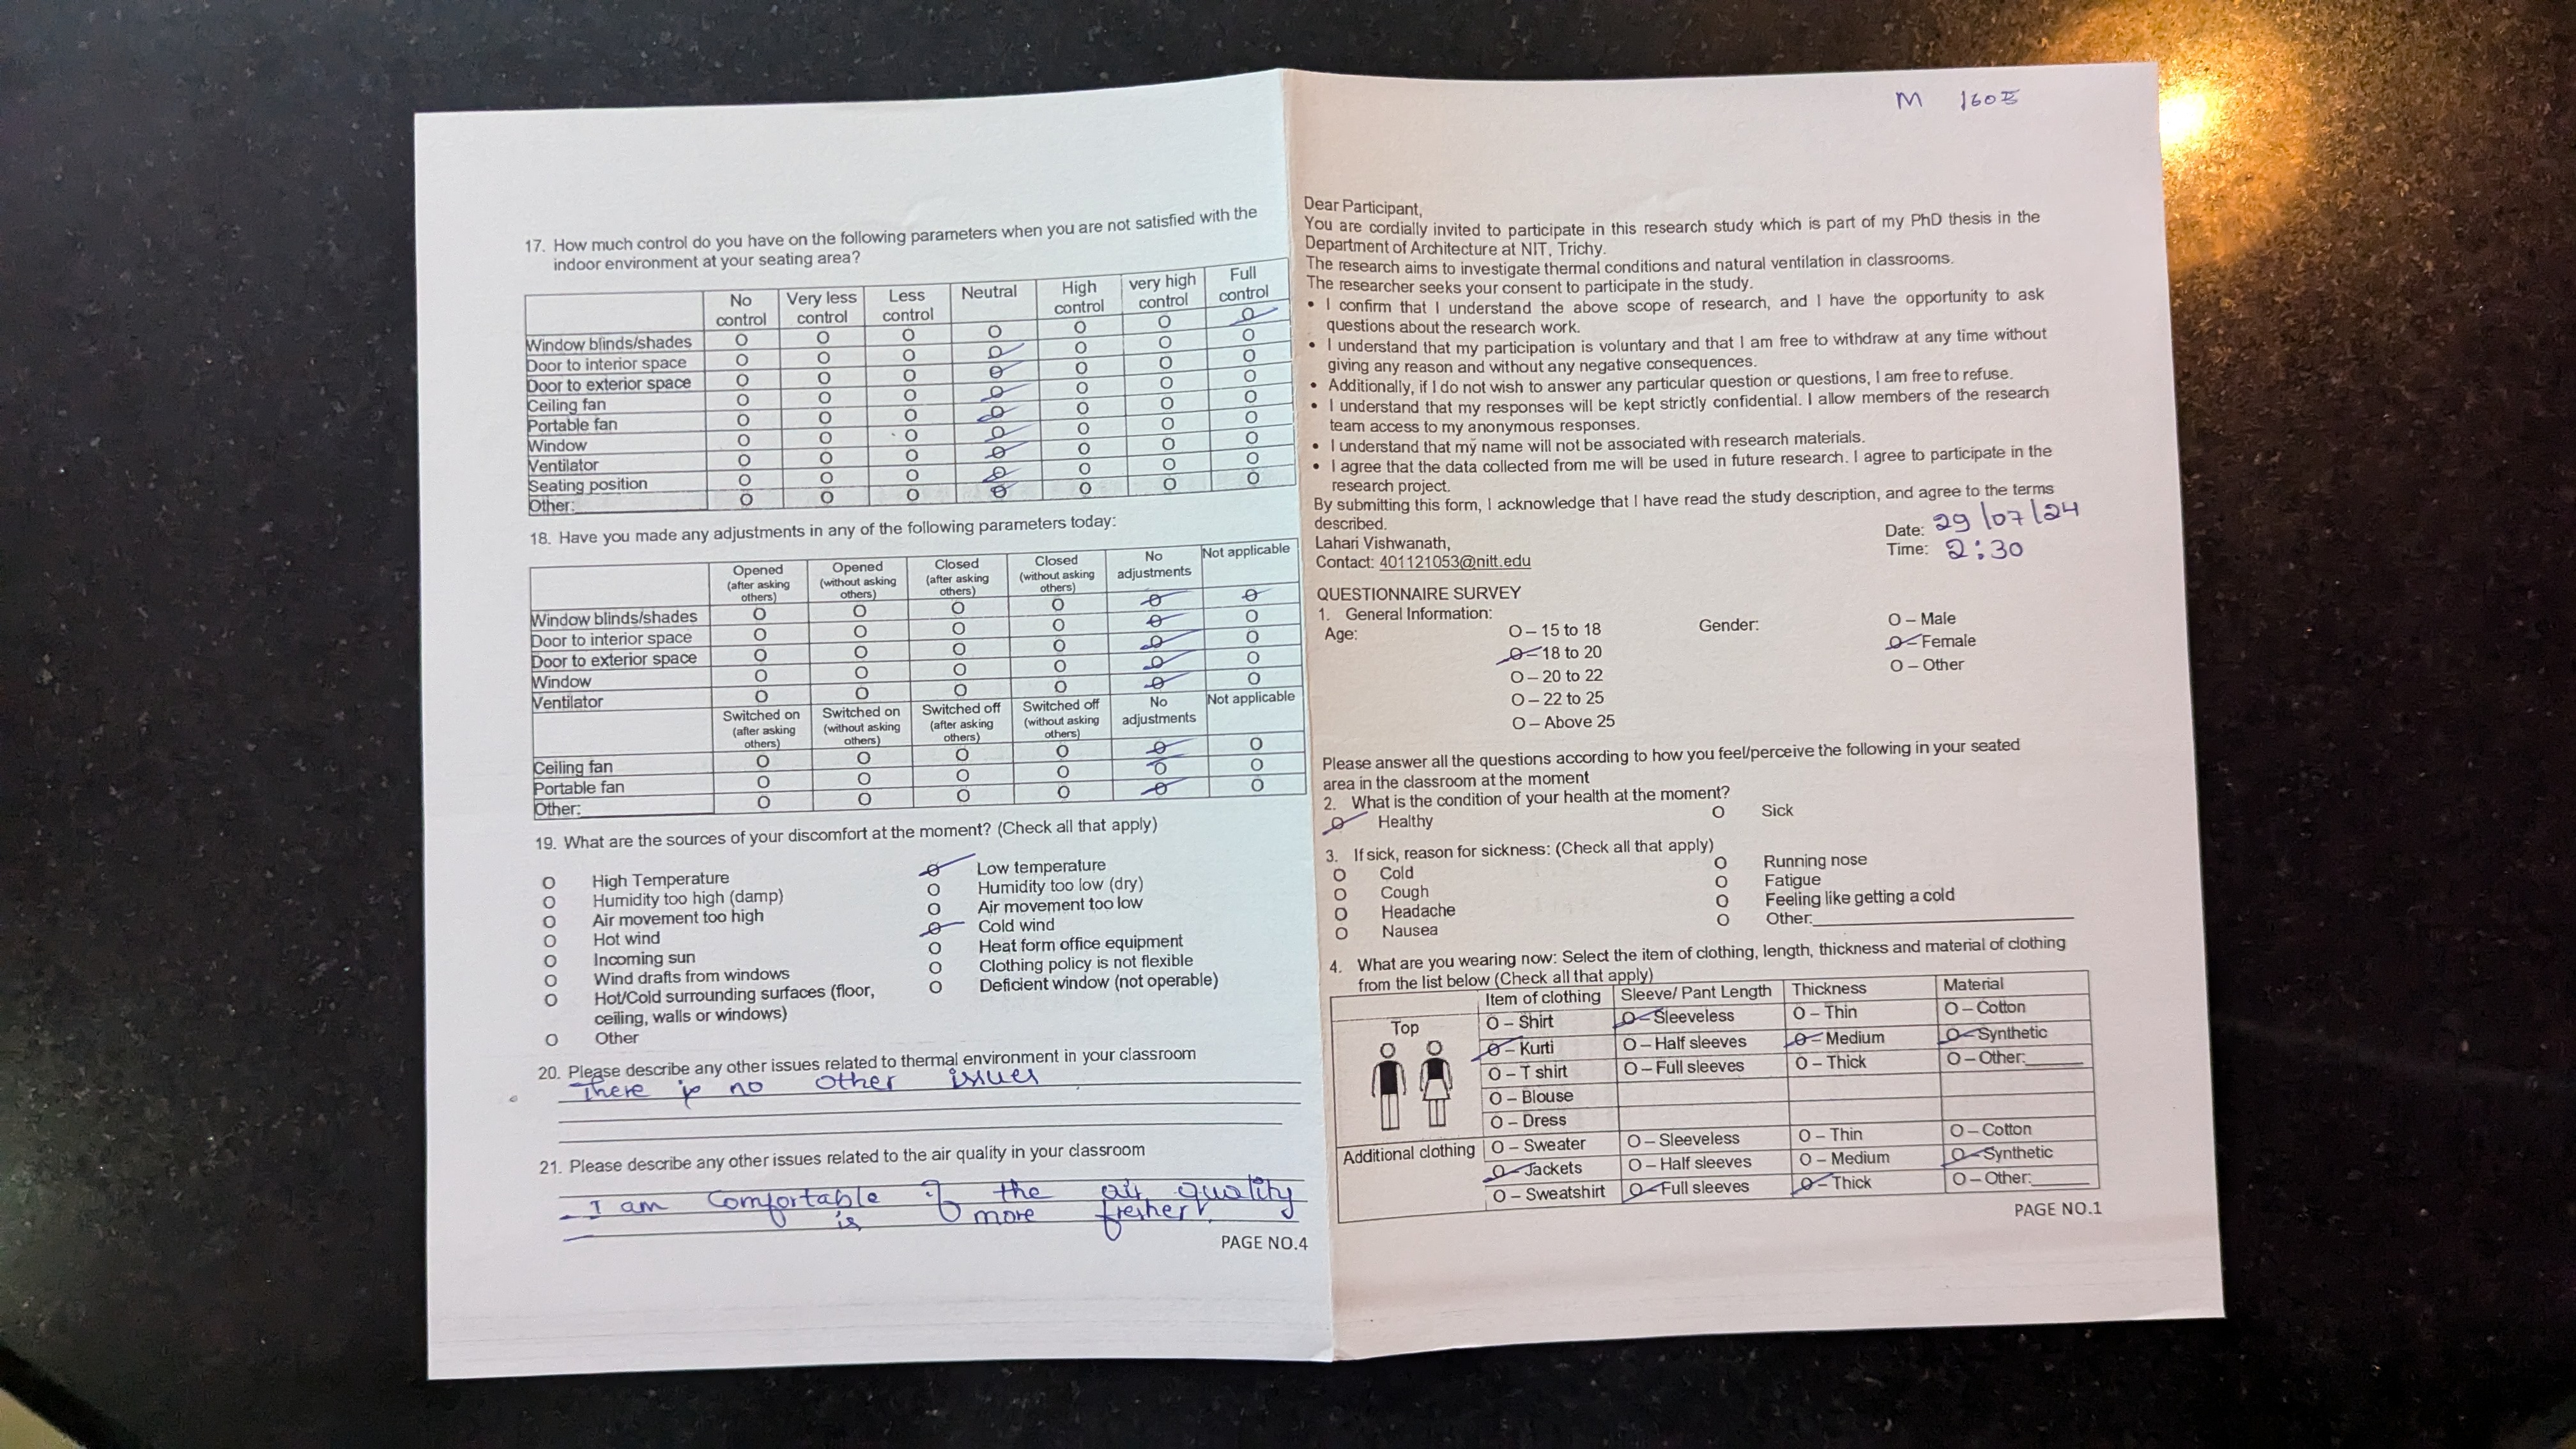 17. How much control do you have on the following parameters when you are not satisfied with the
indoor environment at your seating area?
No control Very less control Less control Neutral High control very high control Full control
Window blinds/shades O O O O O O O
Door to interior space O O O O O O O
Door to exterior space O O O O O O O
Ceiling fan O O O O O O O
Portable fan O O O O O O O
Window O O O O O O O
Ventilator O O O O O O O
Seating position O O O O O O O
Other: O O O O O O O
18. Have you made any adjustments in any of the following parameters today:
Opened (after asking others) Opened (without asking others) Closed (after asking others) Closed (without asking others) No adjustments Not applicable
Window blinds/shades O O O O O O
Door to interior space O O O O O O
Door to exterior space O O O O O O
Window O O O O O O
Ventilator O O O O O O
Switched on (after asking others) Switched on (without asking others) Switched off (after asking others) Switched off (without asking others) No adjustments Not applicable
Ceiling fan O O O O O O
Portable fan O O O O O O
Other: O O O O O O
19. What are the sources of your discomfort at the moment? (Check all that apply)
O High Temperature
O Humidity too high (damp)
O Air movement too high
O Hot wind
O Incoming sun
O Wind drafts from windows
O Hot/Cold surrounding surfaces (floor,
ceiling, walls or windows)
O Other
O Low temperature
O Humidity too low (dry)
O Air movement too low
O Cold wind
O Heat form office equipment
O Clothing policy is not flexible
O Deficient window (not operable)
20. Please describe any other issues related to thermal environment in your classroom
There is no other issues
21. Please describe any other issues related to the air quality in your classroom
I am Comfortable if the air quality
is more fresher.
PAGE NO.4
M 160
Dear Participant,
You are cordially invited to participate in this research study which is part of my PhD thesis in the
Department of Architecture at NIT, Trichy.
The research aims to investigate thermal conditions and natural ventilation in classrooms.
The researcher seeks your consent to participate in the study.
• I confirm that I understand the above scope of research, and I have the opportunity to ask
questions about the research work.
• I understand that my participation is voluntary and that I am free to withdraw at any time without
giving any reason and without any negative consequences.
• Additionally, if I do not wish to answer any particular question or questions, I am free to refuse.
• I understand that my responses will be kept strictly confidential. I allow members of the research
team access to my anonymous responses.
• I understand that my name will not be associated with research materials.
• I agree that the data collected from me will be used in future research. I agree to participate in the
research project.
By submitting this form, I acknowledge that I have read the study description, and agree to the terms
described.
Lahari Vishwanath,
Contact: 401121053@nitt.edu
Date: 29/07/24
Time: 2:30
QUESTIONNAIRE SURVEY
1. General Information:
Age:
O – 15 to 18
O – 18 to 20
O – 20 to 22
O – 22 to 25
O – Above 25
Gender:
O – Male
O – Female
O – Other
Please answer all the questions according to how you feel/perceive the following in your seated
area in the classroom at the moment
2. What is the condition of your health at the moment?
O Healthy O Sick
3. If sick, reason for sickness: (Check all that apply)
O Cold O Running nose
O Cough O Fatigue
O Headache O Feeling like getting a cold
O Nausea O Other:
4. What are you wearing now: Select the item of clothing, length, thickness and material of clothing
from the list below (Check all that apply)
Item of clothing Sleeve/ Pant Length Thickness Material
Top
O – Shirt O – Sleeveless O – Thin O – Cotton
O – Kurti O – Half sleeves O – Medium O – Synthetic
O – T shirt O – Full sleeves O – Thick O – Other:
O – Blouse
O – Dress
Additional clothing
O – Sweater O – Sleeveless O – Thin O – Cotton
O – Jackets O – Half sleeves O – Medium O – Synthetic
O – Sweatshirt O – Full sleeves O – Thick O – Other:
PAGE NO.1